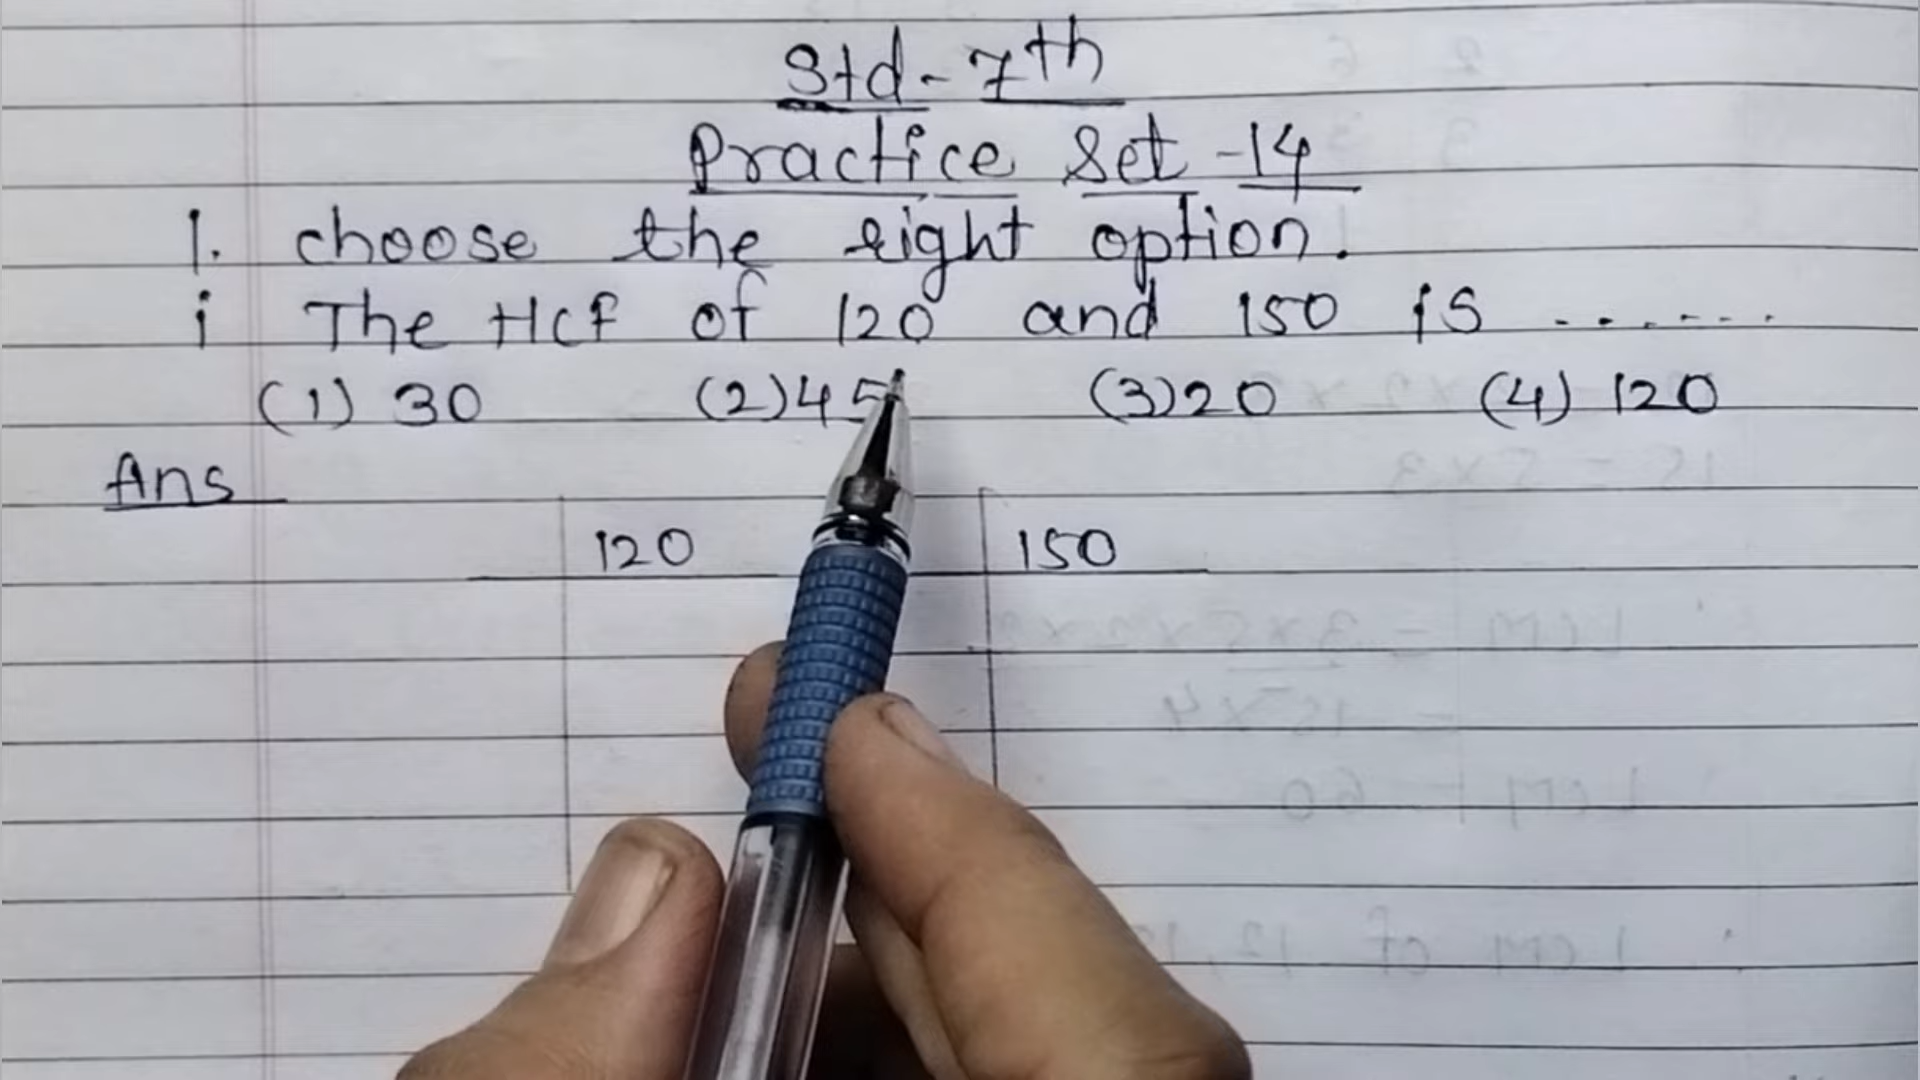 Std-7th
Practice Set -14
1. choose the right option.
i The HCF of 120 and 150 is .......
(1) 30 (2) 45 (3) 20 (4) 120
Ans
120 150